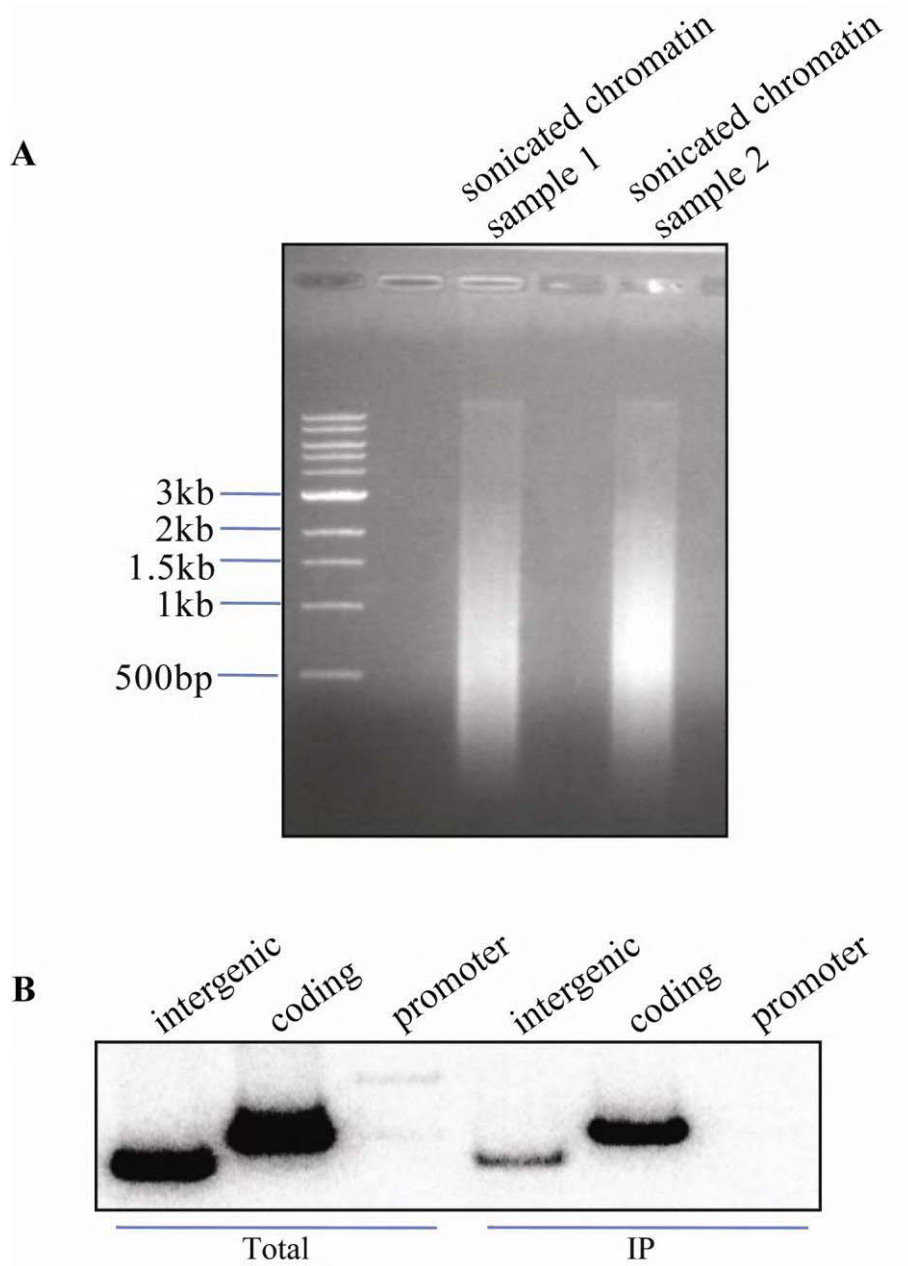 A
sonicated chromatin
sample 1
sonicated chromatin
sample 2
3kb
2kb
1.5kb
1kb
500bp
B
intergenic
coding
promoter
intergenic
coding
promoter
Total
IP